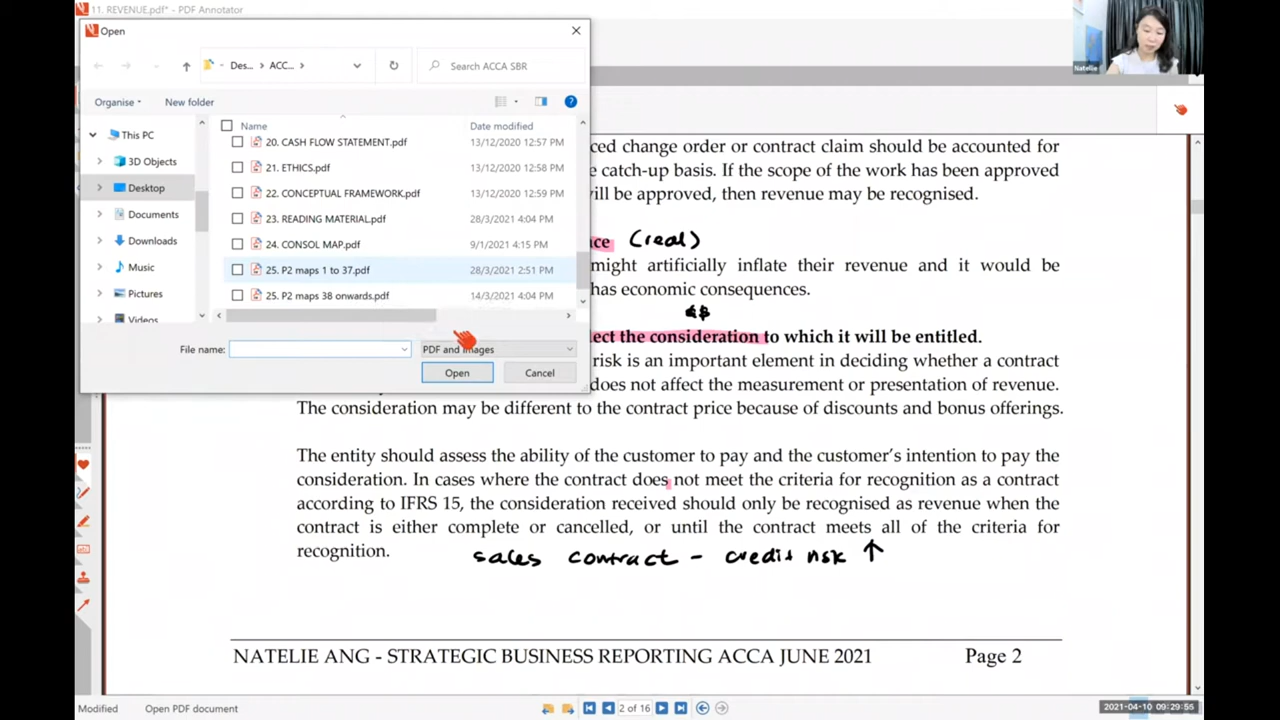 11. REVENUE.pdf* - PDF Annotator
Open
Des... ACC...
Search ACCA SBR
Organise
New folder
Name
Date modified
This PC
3D Objects
Desktop
Documents
Downloads
Music
Pictures
Videos
20. CASH FLOW STATEMENT.pdf 13/12/2020 12:57 PM
21. ETHICS.pdf 13/12/2020 12:58 PM
22. CONCEPTUAL FRAMEWORK.pdf 13/12/2020 12:59 PM
23. READING MATERIAL.pdf 28/3/2021 4:04 PM
24. CONSOL MAP.pdf 9/1/2021 4:15 PM
25. P2 maps 1 to 37.pdf 28/3/2021 2:51 PM
25. P2 maps 38 onwards.pdf 14/3/2021 4:04 PM
File name:
PDF and Images
Open
Cancel
Natelie
ced change order or contract claim should be accounted for
e catch-up basis. If the scope of the work has been approved
vill be approved, then revenue may be recognised.
nce (real)
might artificially inflate their revenue and it would be
has economic consequences.
lect the consideration to which it will be entitled.
risk is an important element in deciding whether a contract
does not affect the measurement or presentation of revenue.
The consideration may be different to the contract price because of discounts and bonus offerings.
The entity should assess the ability of the customer to pay and the customer's intention to pay the
consideration. In cases where the contract does not meet the criteria for recognition as a contract
according to IFRS 15, the consideration received should only be recognised as revenue when the
contract is either complete or cancelled, or until the contract meets all of the criteria for
recognition.
sales contract - credit risk ↑
NATELIE ANG - STRATEGIC BUSINESS REPORTING ACCA JUNE 2021 Page 2
Modified
Open PDF document
2 of 16
2021-04-10 09:29:55